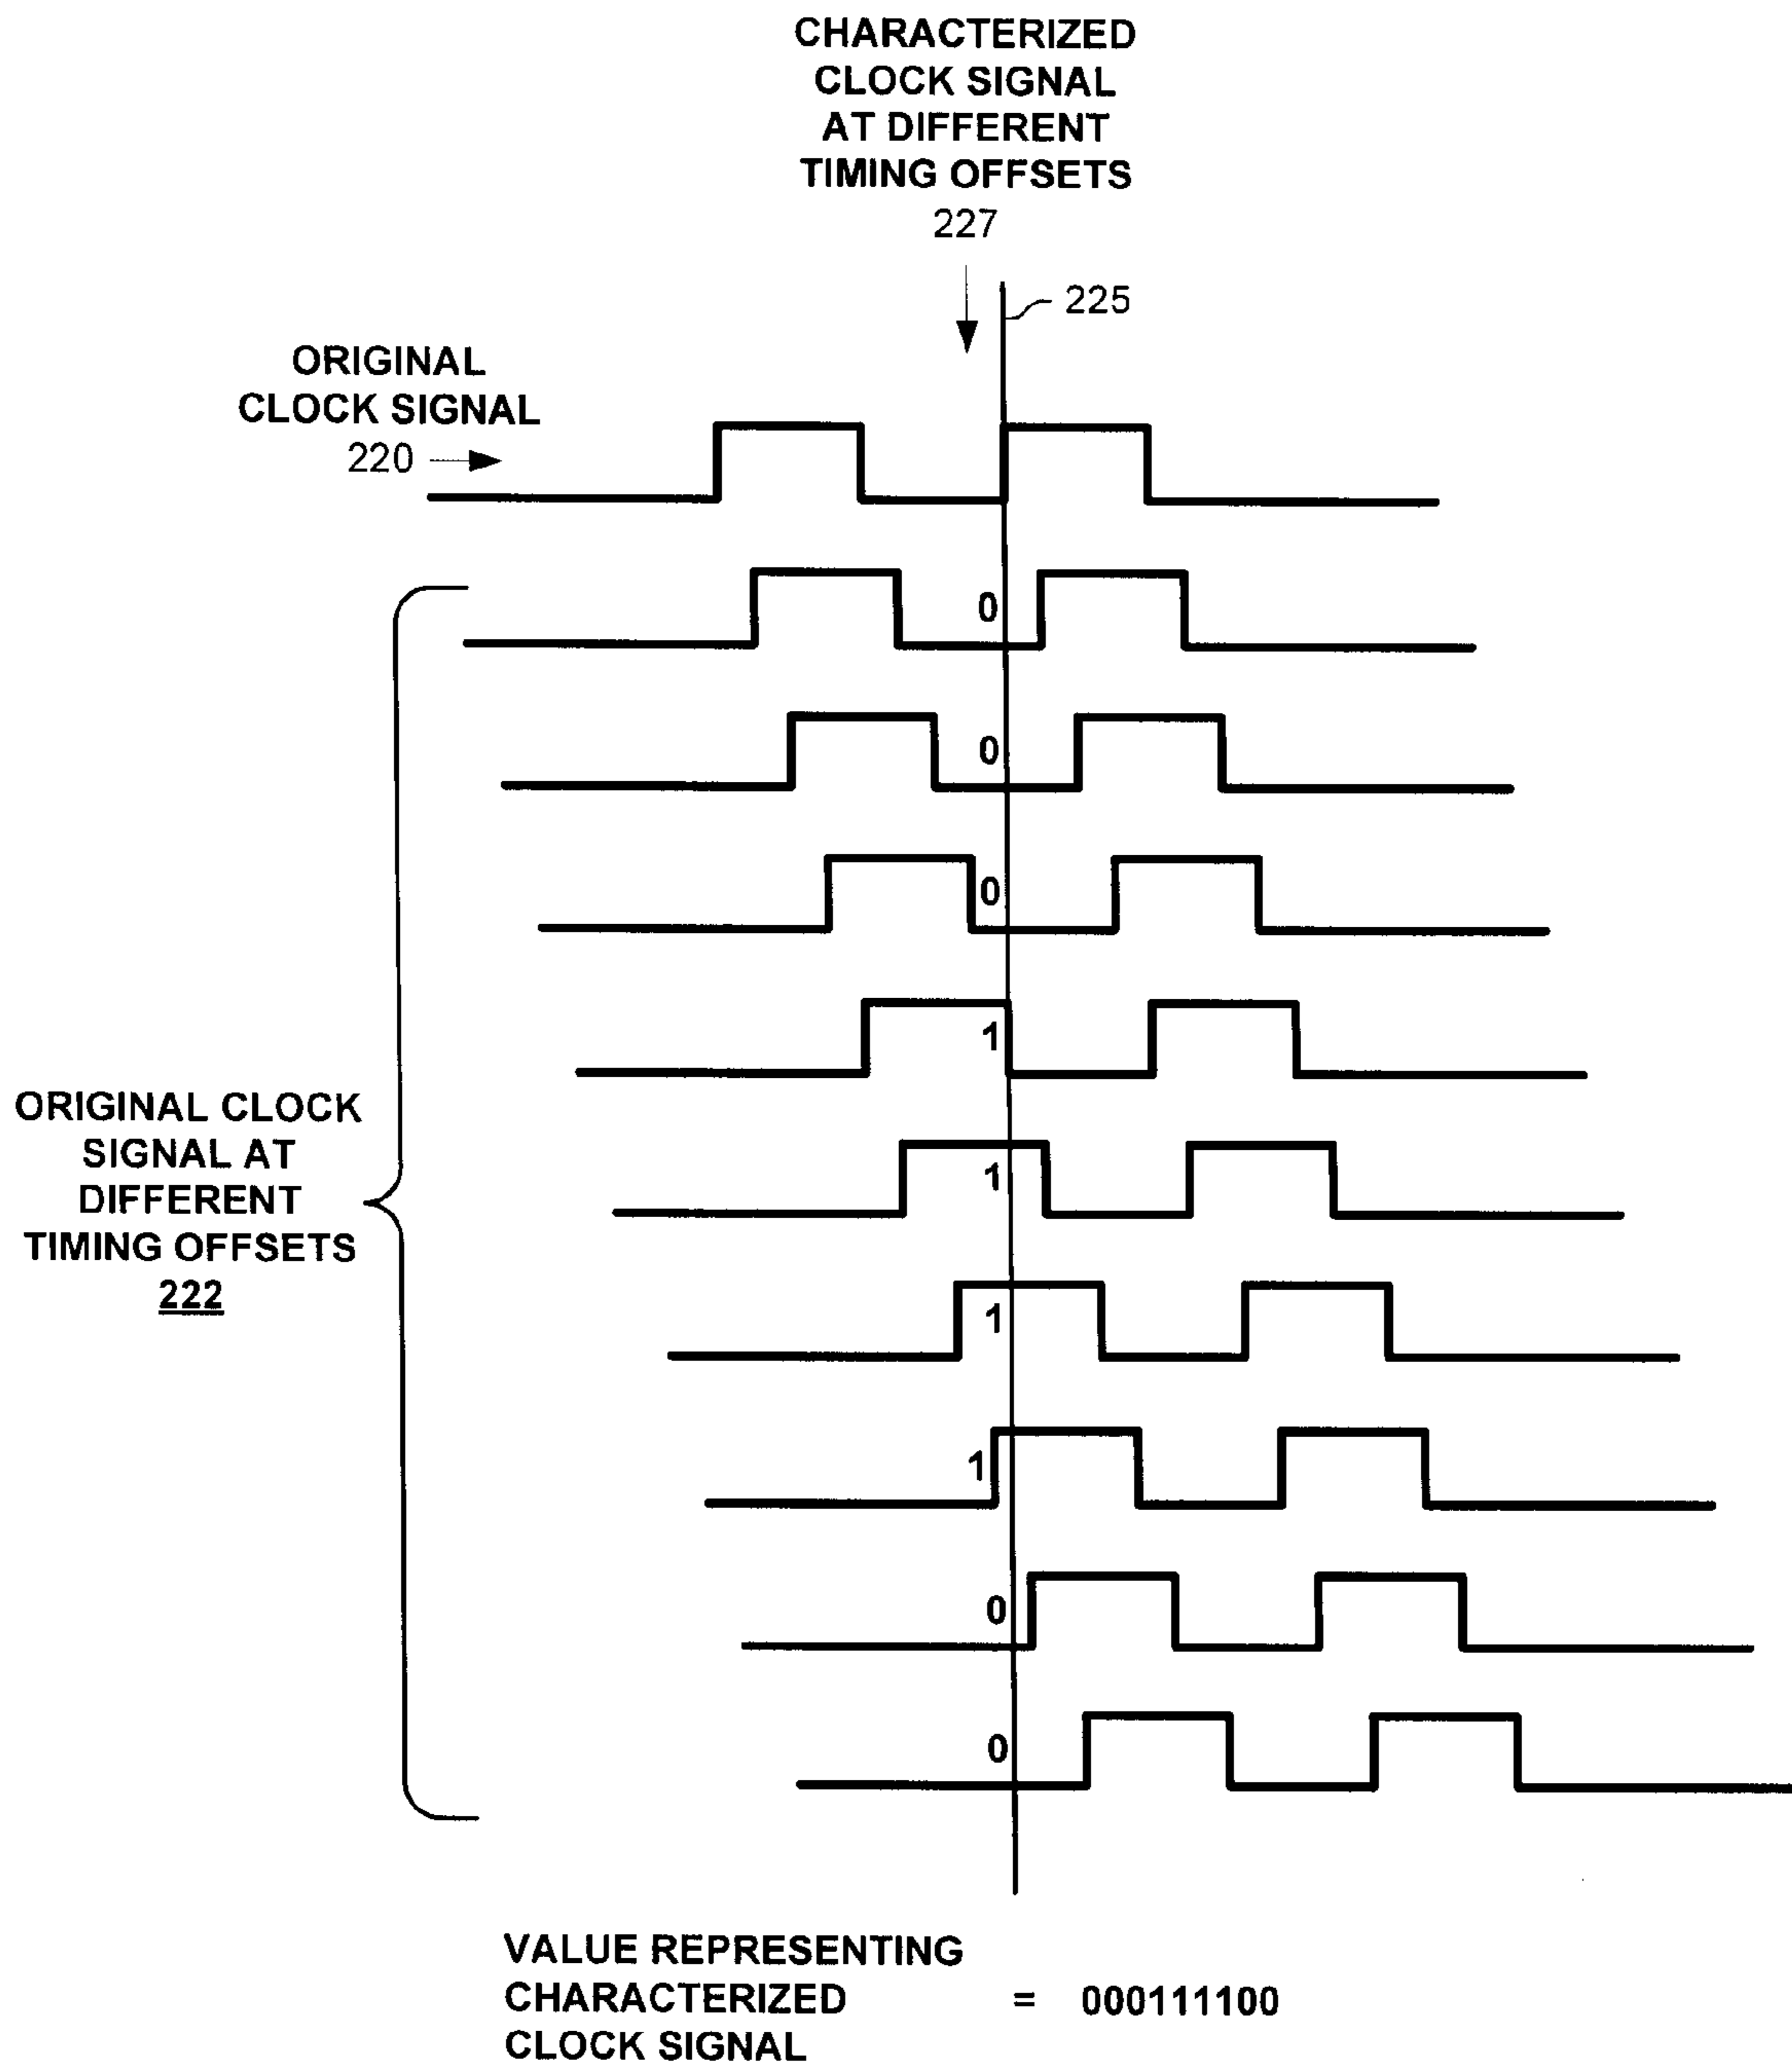 CHARACTERIZED
CLOCK SIGNAL
AT DIFFERENT
TIMING OFFSETS
227
225
ORIGINAL
CLOCK SIGNAL
220
0
0
0
1
ORIGINAL CLOCK
SIGNAL AT
DIFFERENT
TIMING OFFSETS
222
1
1
1
0
0
VALUE REPRESENTING
CHARACTERIZED = 000111100
CLOCK SIGNAL